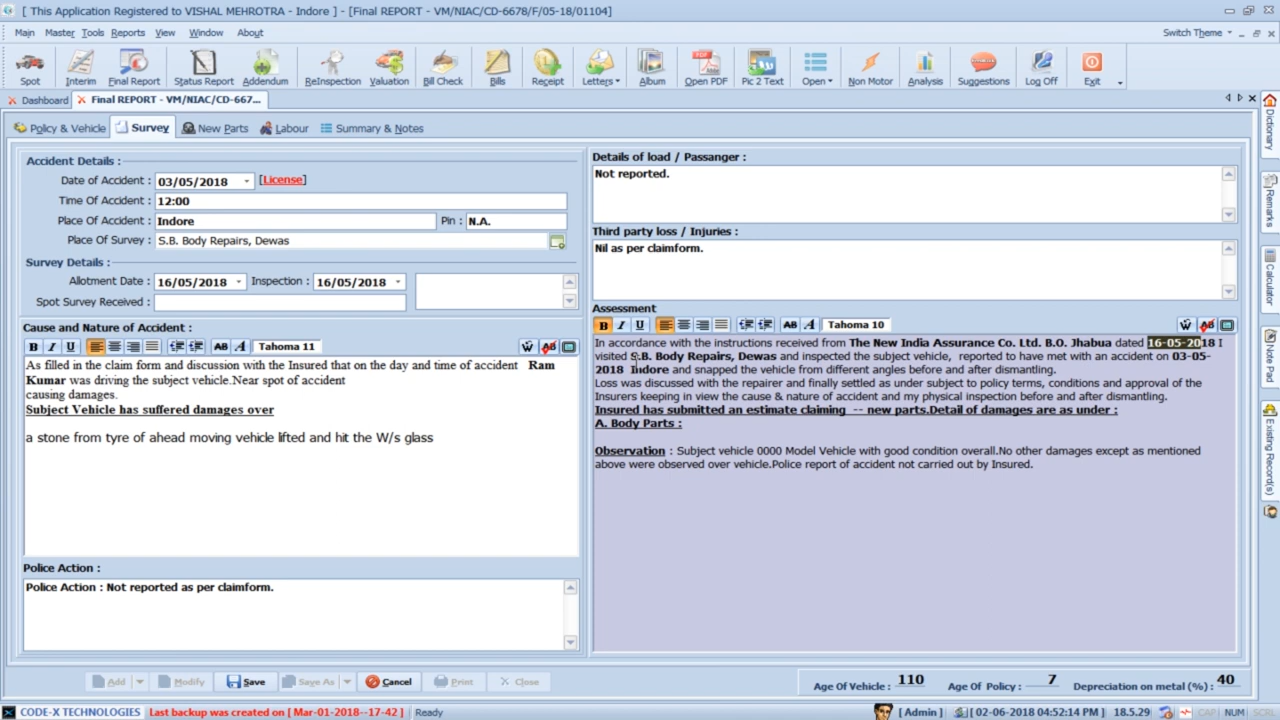 [ This Application Registered to VISHAL MEHROTRA - Indore ] - [Final REPORT - VM/NIAC/CD-6678/F/05-18/01104]
Main Master Tools Reports View Window About Switch Theme
Spot Interim Final Report Status Report Addendum ReInspection Valuation Bill Check Bills Receipt Letters Album Open PDF Pic 2 Text Open Non Motor Analysis Suggestions Log Off Exit
Dashboard Final REPORT - VM/NIAC/CD-667...
Policy & Vehicle Survey New Parts Labour Summary & Notes
Accident Details :
Date of Accident : 03/05/2018 [License]
Time Of Accident : 12:00
Place Of Accident : Indore Pin : N.A.
Place Of Survey : S.B. Body Repairs, Dewas
Survey Details :
Allotment Date : 16/05/2018 Inspection : 16/05/2018
Spot Survey Received :
Cause and Nature of Accident :
B I U AB A Tahoma 11
As filled in the claim form and discussion with the Insured that on the day and time of accident Ram
Kumar was driving the subject vehicle.Near spot of accident
causing damages.
Subject Vehicle has suffered damages over
a stone from tyre of ahead moving vehicle lifted and hit the W/s glass
Police Action :
Police Action : Not reported as per claimform.
Details of load / Passanger :
Not reported.
Third party loss / Injuries :
Nil as per claimform.
Assessment
B I U AB A Tahoma 10
In accordance with the instructions received from The New India Assurance Co. Ltd. B.O. Jhabua dated 16-05-2018 I
visited S.B. Body Repairs, Dewas and inspected the subject vehicle, reported to have met with an accident on 03-05-
2018 Indore and snapped the vehicle from different angles before and after dismantling.
Loss was discussed with the repairer and finally settled as under subject to policy terms, conditions and approval of the
Insurers keeping in view the cause & nature of accident and my physical inspection before and after dismantling.
Insured has submitted an estimate claiming -- new parts.Detail of damages are as under :
A. Body Parts :
Observation : Subject vehicle 0000 Model Vehicle with good condition overall.No other damages except as mentioned
above were observed over vehicle.Police report of accident not carried out by Insured.
Dictionary
Remarks
Calculator
Note Pad
Existing Record(s)
Add Modify Save Save As Cancel Print Close
Age Of Vehicle : 110 Age Of Policy : 7 Depreciation on metal (%) : 40
CODE-X TECHNOLOGIES Last backup was created on [ Mar-01-2018--17-42 ] Ready [ Admin ] [02-06-2018 04:52:14 PM ] 18.5.29 CAP NUM SCRL